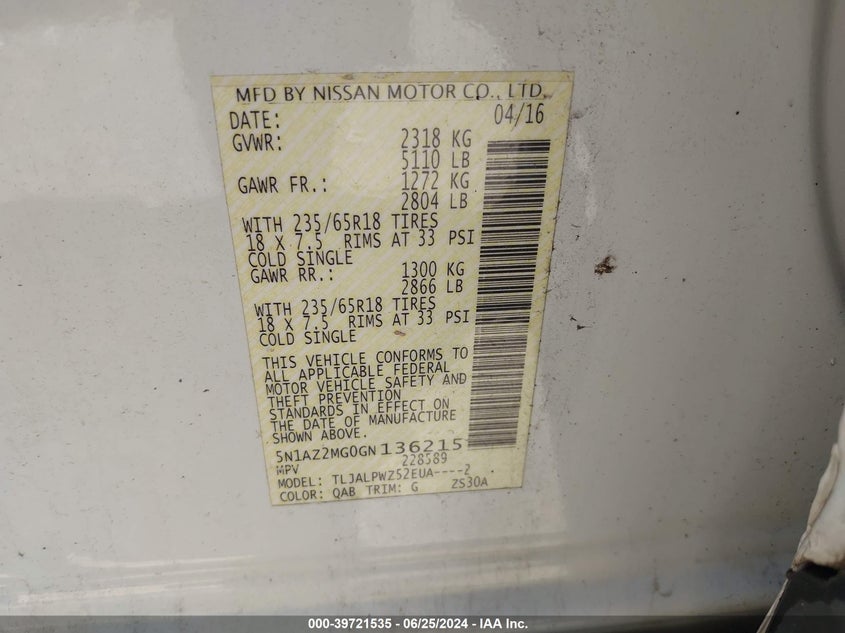 MFD BY NISSAN MOTOR CO., LTD.
DATE: 04/16
GVWR: 2318 KG
5110 LB
GAWR FR.: 1272 KG
2804 LB
WITH 235/65R18 TIRES
18 X 7.5 RIMS AT 33 PSI
COLD SINGLE
GAWR RR.: 1300 KG
2866 LB
WITH 235/65R18 TIRES
18 X 7.5 RIMS AT 33 PSI
COLD SINGLE
THIS VEHICLE CONFORMS TO
ALL APPLICABLE FEDERAL
MOTOR VEHICLE SAFETY AND
THEFT PREVENTION
STANDARDS IN EFFECT ON
THE DATE OF MANUFACTURE
SHOWN ABOVE.
5N1AZ2MG0GN136215
MPV 228589
MODEL: TLJALPWZ52EUA----2
COLOR: QAB TRIM: G ZS30A
000-39721535 - 06/25/2024 - IAA Inc.